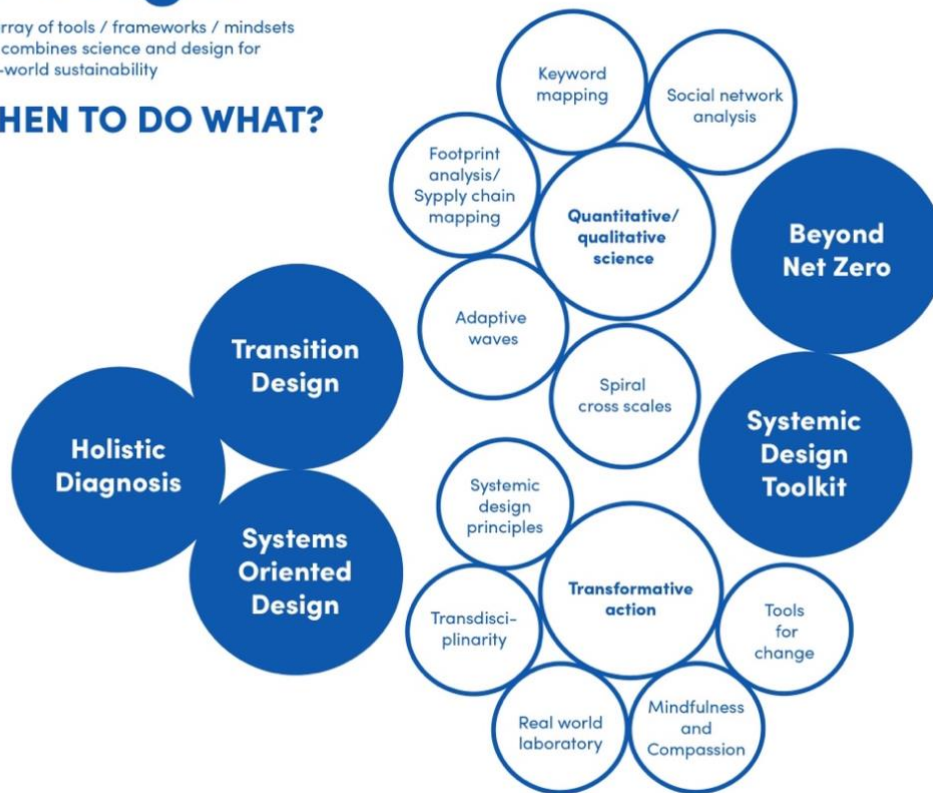 rray of tools / frameworks / mindsets
combines science and design for
-world sustainability
HEN TO DO WHAT?
Keyword
mapping
Social network
analysis
Footprint
analysis/
Sypply chain
mapping
Quantitative/
qualitative
science
Beyond
Net Zero
Adaptive
waves
Transition
Design
Spiral
cross scales
Holistic
Diagnosis
Systemic
Design
Toolkit
Systemic
design
principles
Systems
Oriented
Design
Transformative
action
Transdisci-
plinarity
Tools
for
change
Real world
laboratory
Mindfulness
and
Compassion